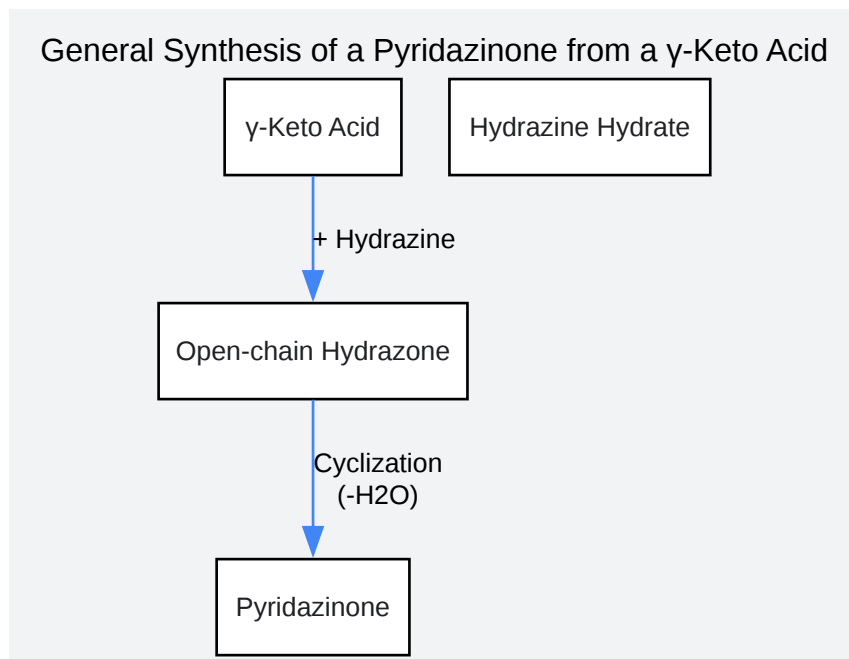 General Synthesis of a Pyridazinone from a γ-Keto Acid
γ-Keto Acid
Hydrazine Hydrate
+ Hydrazine
Open-chain Hydrazone
Cyclization
(-H2O)
Pyridazinone